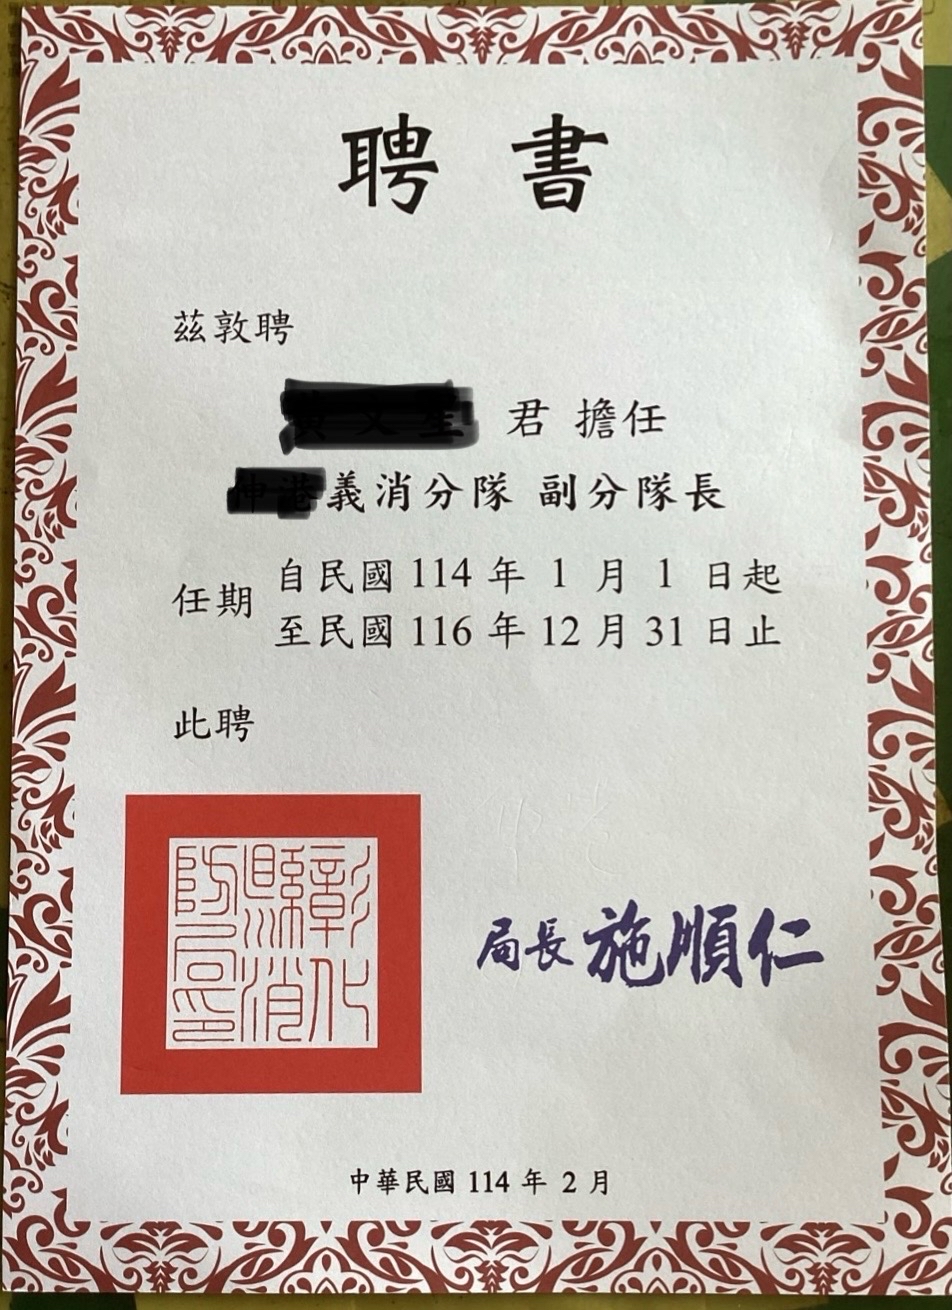 聘書
茲敦聘
君 擔任
義消分隊 副分隊長
任期 自民國 114 年 1 月 1 日起
至民國 116 年 12 月 31 日止
此聘
彰化縣消防局印
局長 施順仁
中華民國 114 年 2 月